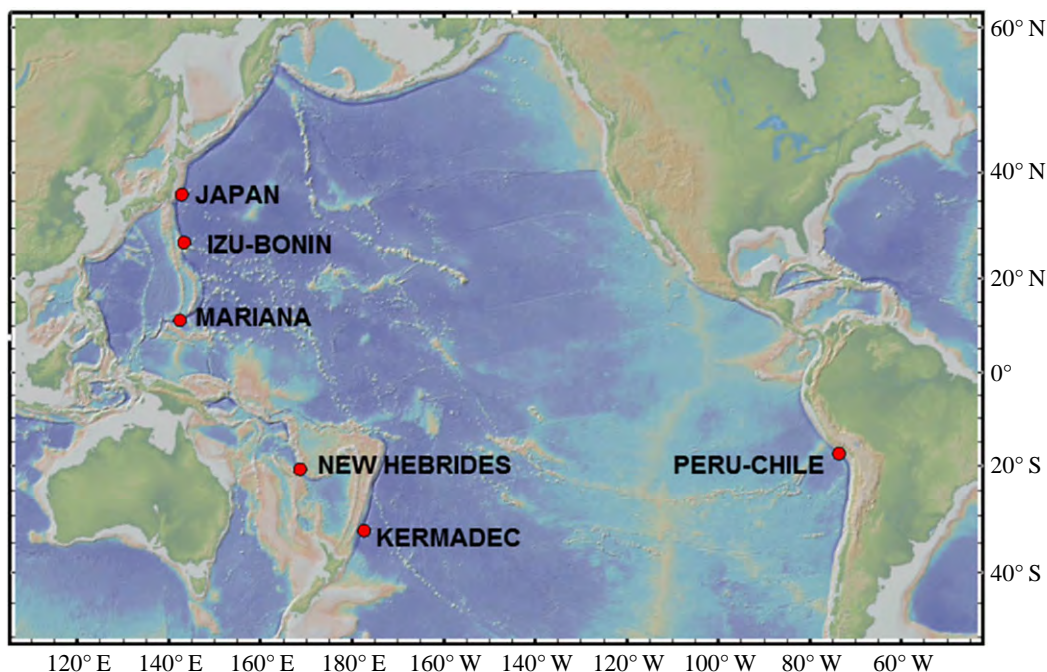 60° N
40° N
JAPAN
IZU-BONIN
20° N
MARIANA
0°
NEW HEBRIDES
PERU-CHILE
20° S
KERMADEC
40° S
120° E 140° E 160° E 180° E 160° W 140° W 120° W 100° W 80° W 60° W